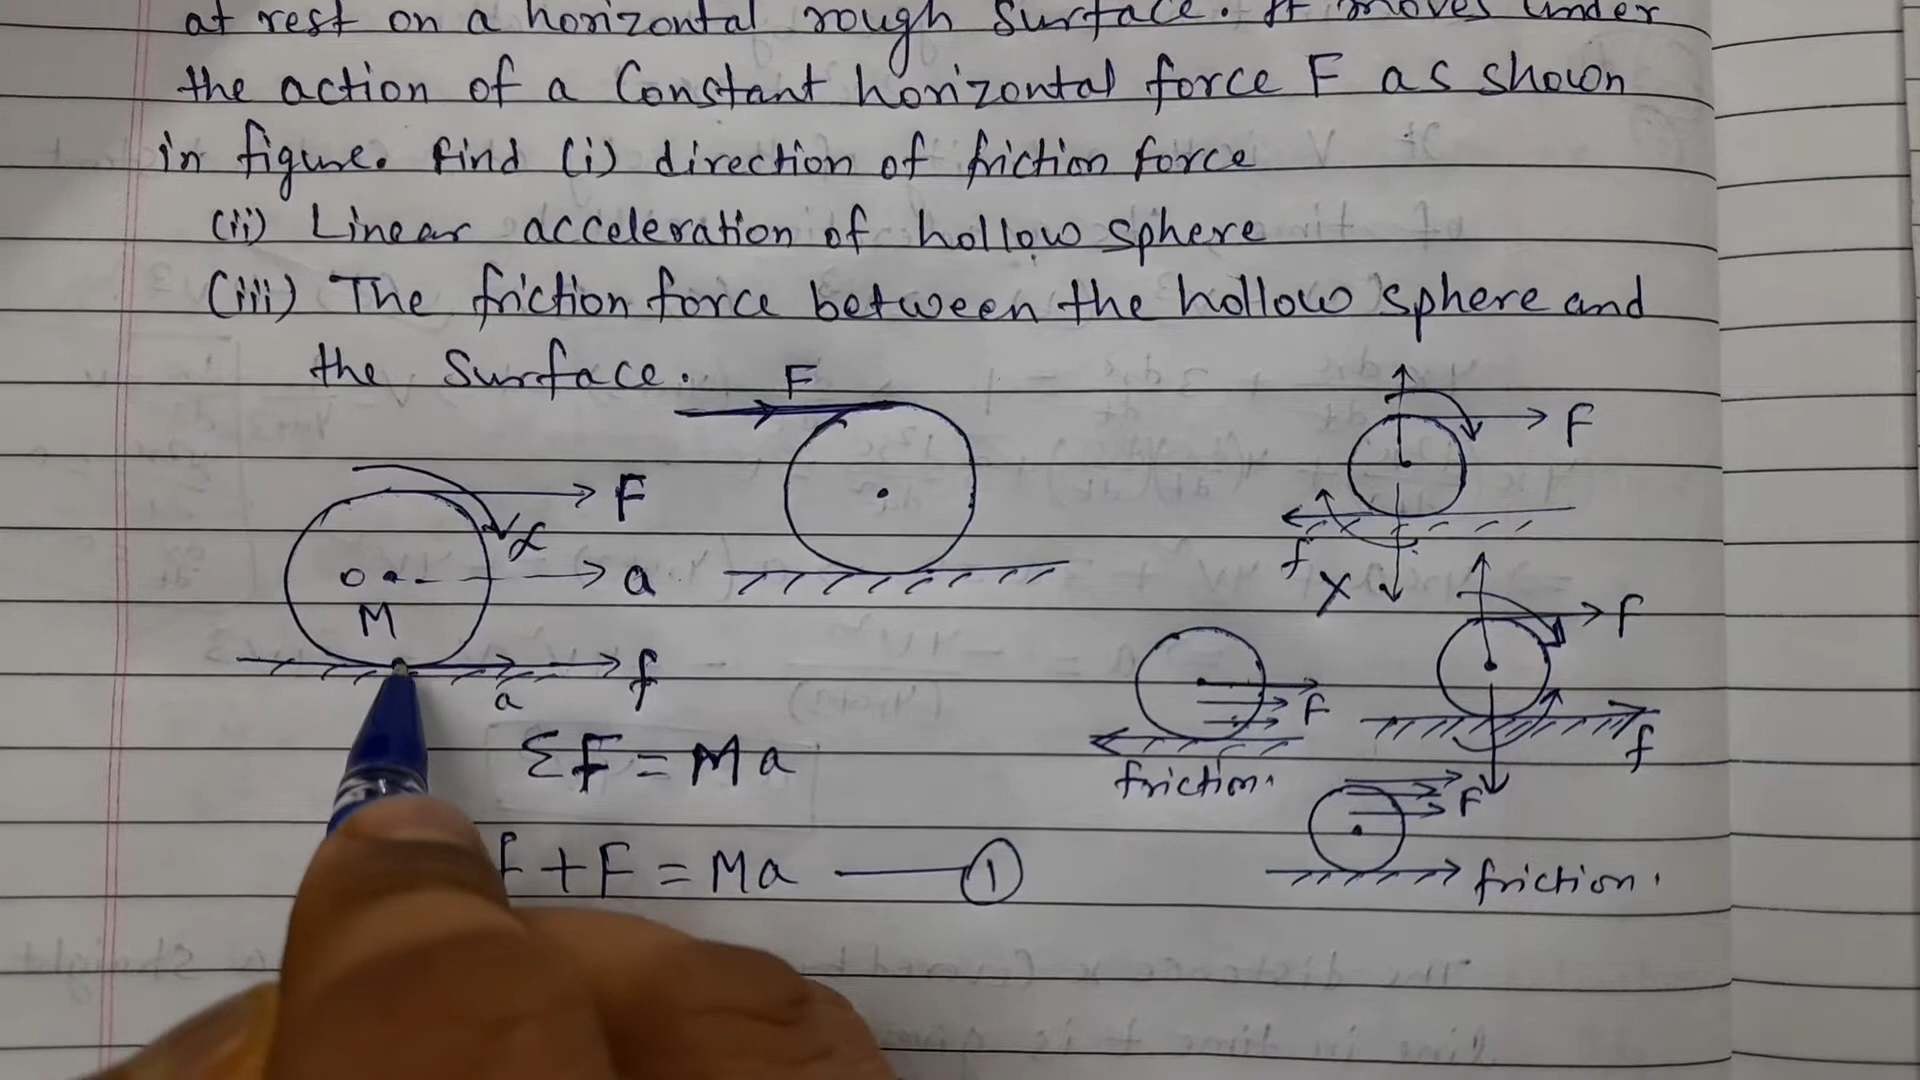 at rest on a horizontal rough surface. It moves under
the action of a Constant horizontal force F as shown
in figure. Find (i) direction of friction force
(ii) Linear acceleration of hollow sphere
(iii) The friction force between the hollow sphere and
the Surface.
F
F
α
O
a
M
f
a
ΣF = Ma
f + F = Ma
1
F
f
X
F
friction.
F
f
F
friction.